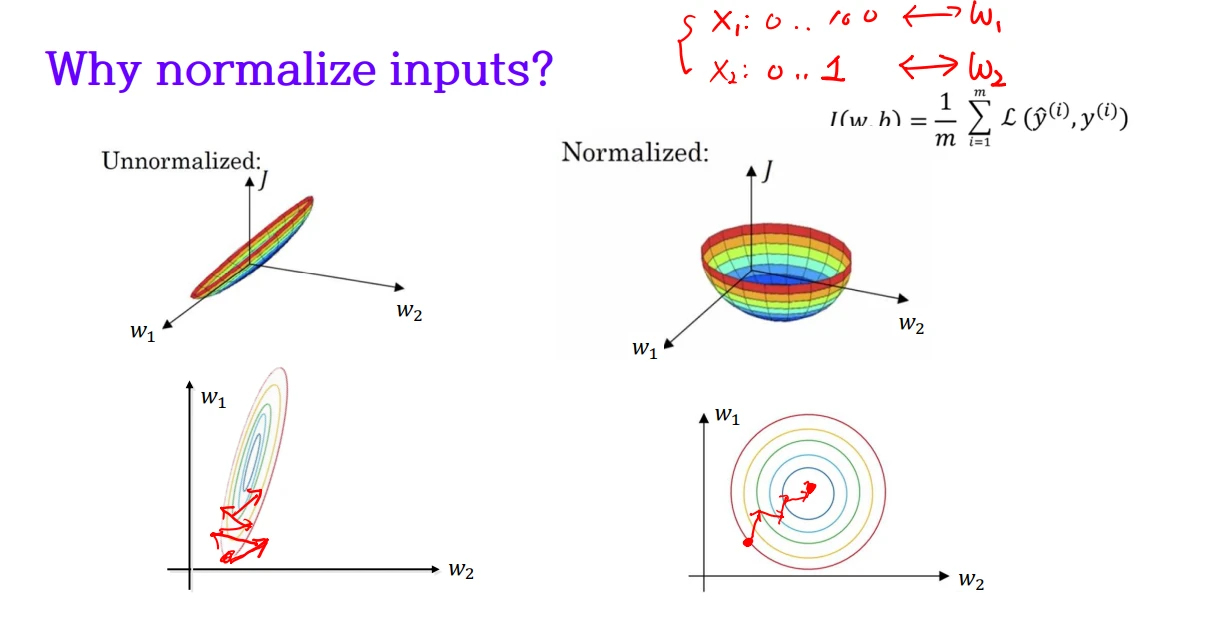 x₁: 0 .. 100 ⟷ w₁
Why normalize inputs?
x₂: 0 .. 1 ⟷ w₂
J(w, b) = 1/m ∑ᵢ₌₁ᵐ ℒ (ŷ⁽ⁱ⁾, y⁽ⁱ⁾)
Unnormalized:
Normalized:
J
J
w₂
w₂
w₁
w₁
w₁
w₁
w₂
w₂